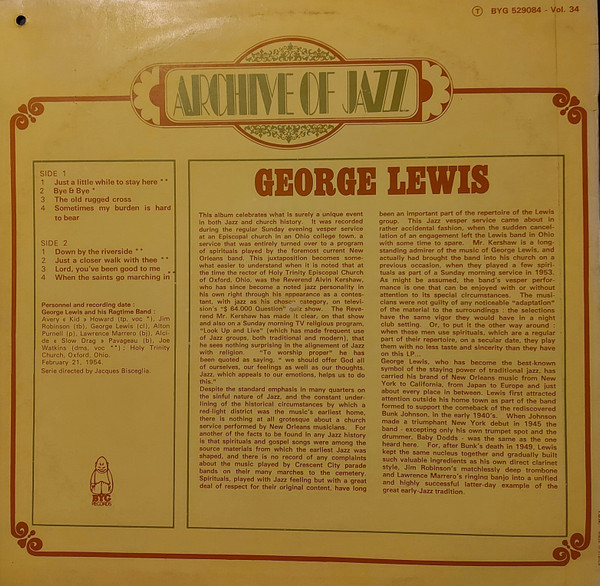 T BYG 529084 - Vol. 34
ARCHIVE OF JAZZ
SIDE 1
1 Just a little while to stay here **
2 Bye & Bye *
3 The old rugged cross
4 Sometimes my burden is hard
to bear
SIDE 2
1 Down by the riverside **
2 Just a closer walk with thee **
3 Lord, you've been good to me
4 When the saints go marching in **
Personnel and recording date :
George Lewis and his Ragtime Band :
Avery « Kid » Howard (tp, voc *), Jim
Robinson (tb), George Lewis (cl), Alton
Purnell (p), Lawrence Marrero (bj), Alci-
de « Slow Drag » Pavageau (b), Joe
Watkins (dms, voc **) : Holy Trinity
Church, Oxford, Ohio.
February 21, 1954.
Serie directed by Jacques Bisceglia.
BYG
RECORDS
GEORGE LEWIS
This album celebrates what is surely a unique event
in both Jazz and church history. It was recorded
during the regular Sunday evening vesper service
at an Episcopal church in an Ohio college town, a
service that was entirely turned over to a program
of spirituals played by the foremost current New
Orleans band. This juxtaposition becomes some-
what easier to understand when it is noted that at
the time the rector of Holy Trinity Episcopal Church
of Oxford, Ohio, was the Reverend Alvin Kershaw,
who has since become a noted jazz personality in
his own right through his appearance as a contes-
tant, with jazz as his chosen category, on televi-
sion's "$ 64.000 Question" quiz show. The Reve-
rend Mr. Kershaw has made it clear, on that show
and also on a Sunday morning TV religious program,
"Look Up and Live" (which has made frequent use
of Jazz groups, both traditional and modern), that
he sees nothing surprising in the alignement of Jazz
with religion. "To worship proper" he has
been quoted as saying, " we should offer God all
of ourselves, our feelings as well as our thoughts.
Jazz, which appeals to our emotions, helps us to do
this."
Despite the standard emphasis in many quarters on
the sinful nature of Jazz, and the constant under-
lining of the historical circumstances by which a
red-light district was the music's earliest home,
there is nothing at all grotesque about a church
service performed by New Orleans musicians. For
another of the facts to be found in any Jazz history
is that spirituals and gospel songs were among the
source materials from which the earliest Jazz was
shaped, and there is no record of any complaints
about the music played by Crescent City parade
bands on their many marches to the cemetery.
Spirituals, played with Jazz feeling but with a great
deal of respect for their original content, have long
been an important part of the repertoire of the Lewis
group. This Jazz vesper service came about in
rather accidental fashion, when the sudden cancel-
lation of an engagement left the Lewis band in Ohio
with some time to spare. Mr. Kershaw is a long-
standing admirer of the music of George Lewis, and
actually had brought the band into his church on a
previous occasion, when they played a few spiri-
tuals as part of a Sunday morning service in 1953.
As might be assumed, the band's vesper perfor-
mance is one that can be enjoyed with or without
attention to its special circumstances. The musi-
cians were not guilty of any noticeable "adaptation"
of the material to the surroundings : the selections
have the same vigor they would have in a night
club setting. Or, to put it the other way around :
when these men use spirituals, which are a regular
part of their repertoire, on a secular date, they play
them with no less taste and sincerity than they have
on this LP...
George Lewis, who has become the best-known
symbol of the staying power of traditional jazz, has
carried his brand of New Orleans music from New
York to California, from Japan to Europe and just
about every place in between. Lewis first attracted
attention outside his home town as part of the band
formed to support the comeback of the rediscovered
Bunk Johnson, in the early 1940's. When Johnson
made a triumphant New York debut in 1945 the
band - excepting only his own trumpet spot and the
drummer, Baby Dodds - was the same as the one
heard here. For, after Bunk's death in 1949, Lewis
kept the same nucleus together and gradually built
such valuable ingredients as his own direct clarinet
style, Jim Robinson's matchlessly deep trombone
and Lawrence Marrero's ringing banjo into a unified
and highly successful latter-day example of the
great early-Jazz tradition.